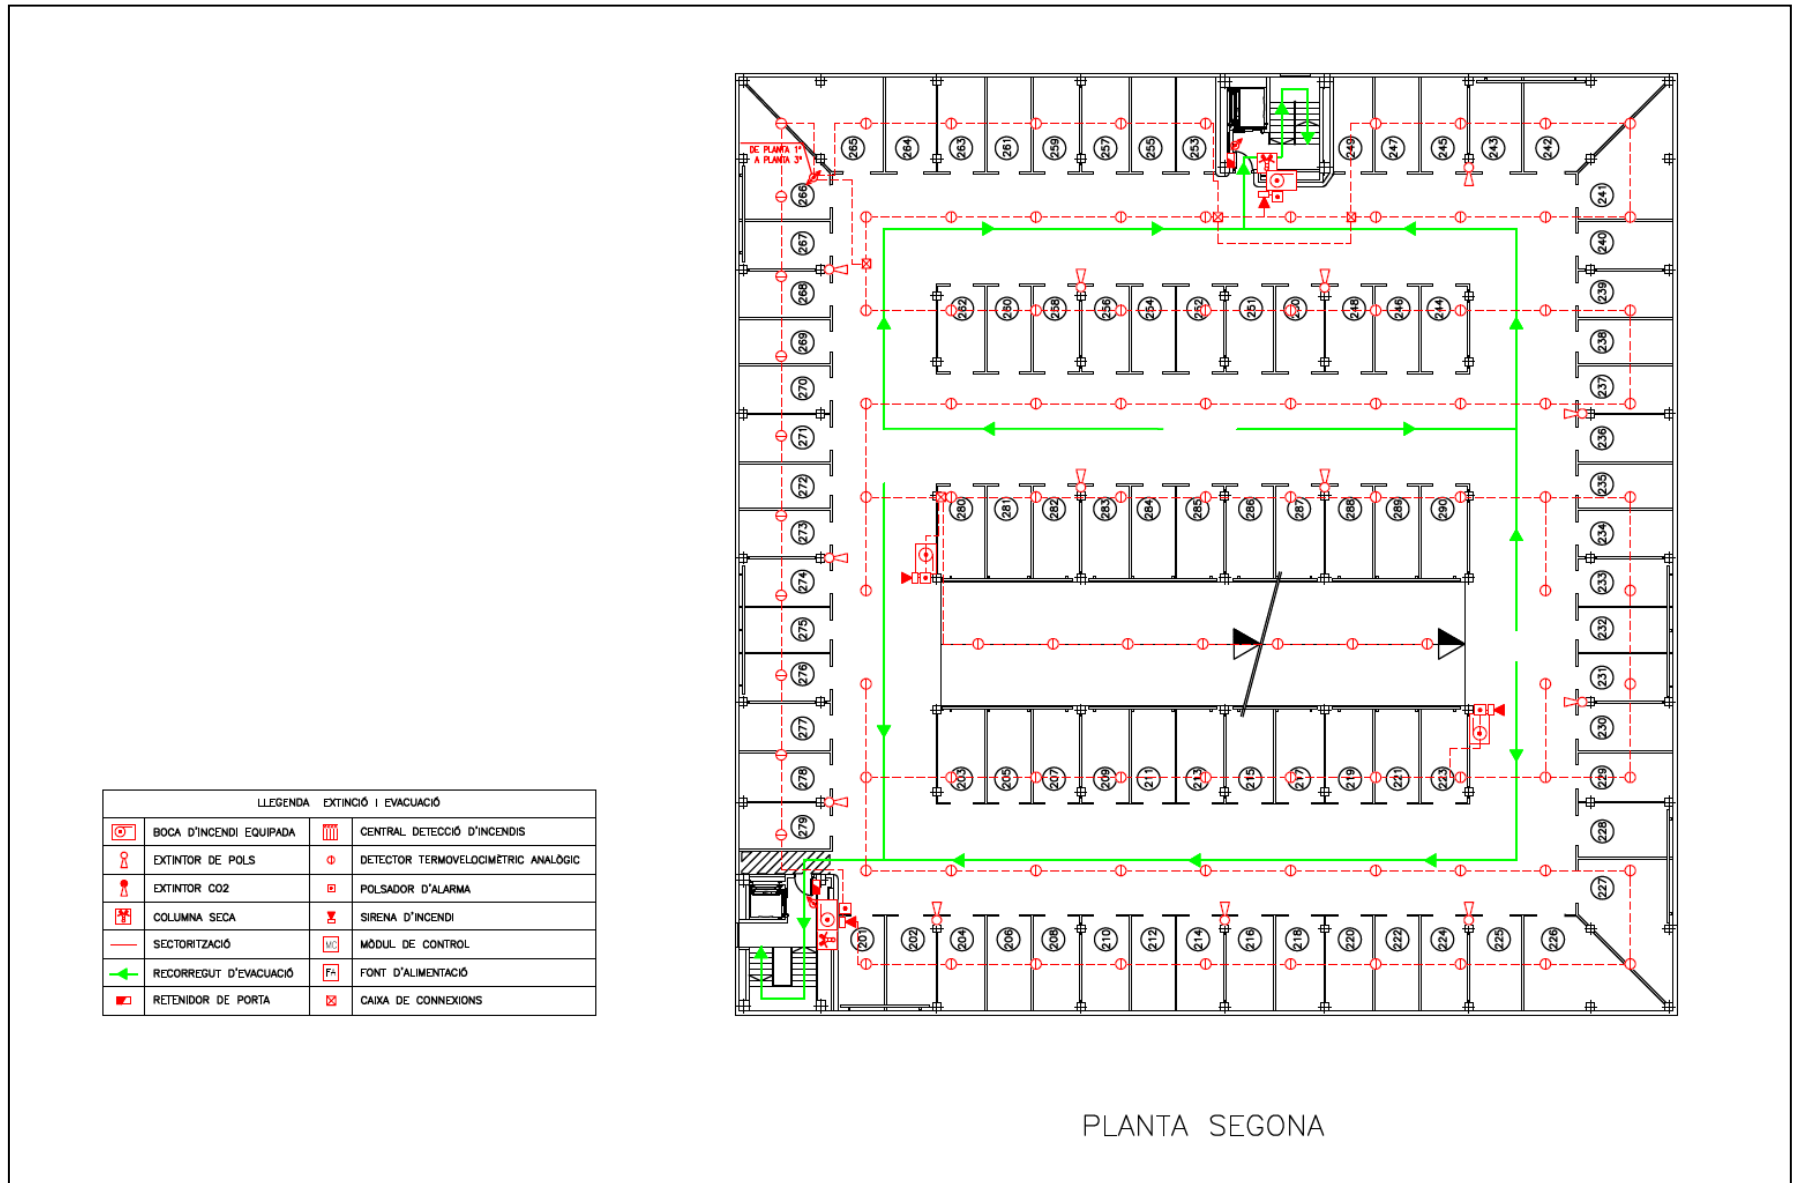 265 264 263 261 259 257 255 253 249 247 245 243 242
DE PLANTA 1ª
A PLANTA 3ª
266 241
267 240
262 260 258 256 254 252 251 250 248 246 244
268 239
269 238
270 237
271 236
272 235
280 281 282 283 284 285 286 287 288 289 290
273 234
274 233
275 232
276 231
277 230
203 205 207 209 211 213 215 217 219 221 223
278 229
279 228
227
201 202 204 206 208 210 212 214 216 218 220 222 224 225 226
LLEGENDA EXTINCIÓ I EVACUACIÓ
BOCA D'INCENDI EQUIPADA CENTRAL DETECCIÓ D'INCENDIS
EXTINTOR DE POLS DETECTOR TERMOVELOCIMÈTRIC ANALÒGIC
EXTINTOR CO2 POLSADOR D'ALARMA
COLUMNA SECA SIRENA D'INCENDI
SECTORITZACIÓ MC MÒDUL DE CONTROL
RECORREGUT D'EVACUACIÓ FA FONT D'ALIMENTACIÓ
RETENIDOR DE PORTA CAIXA DE CONNEXIONS
PLANTA SEGONA